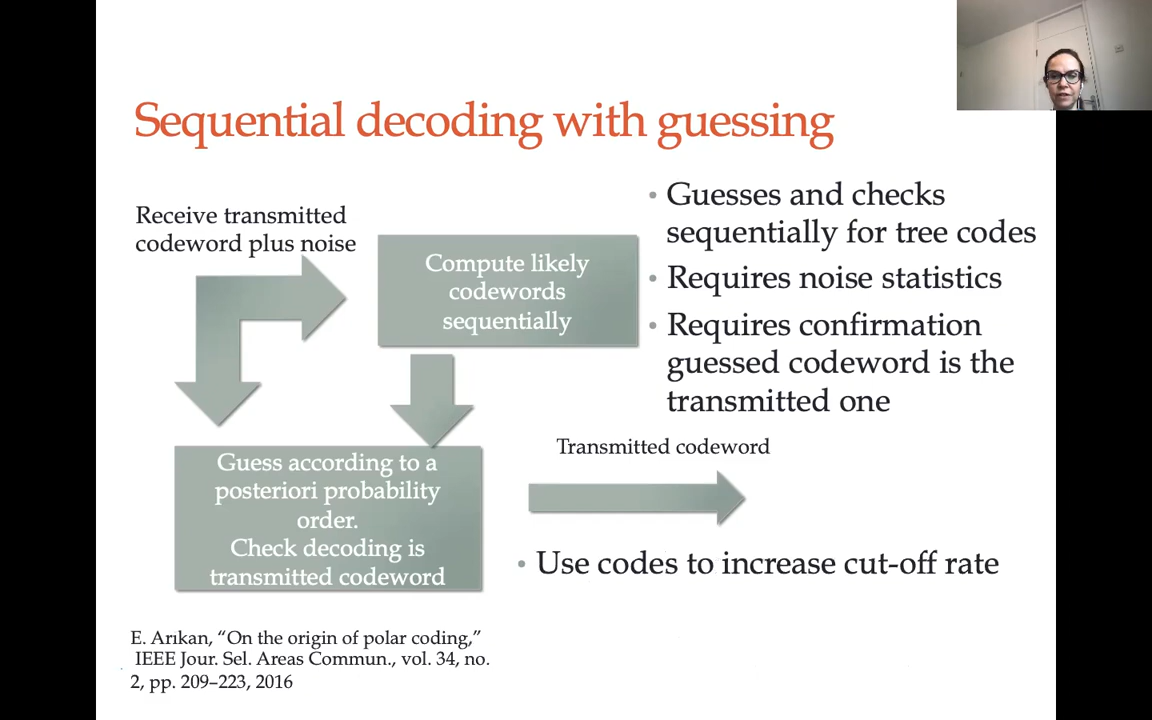 Sequential decoding with guessing
Receive transmitted
codeword plus noise
Compute likely
codewords
sequentially
Guess according to a
posteriori probability
order.
Check decoding is
transmitted codeword
• Guesses and checks
sequentially for tree codes
• Requires noise statistics
• Requires confirmation
guessed codeword is the
transmitted one
Transmitted codeword
• Use codes to increase cut-off rate
E. Arıkan, “On the origin of polar coding,”
IEEE Jour. Sel. Areas Commun., vol. 34, no.
2, pp. 209–223, 2016